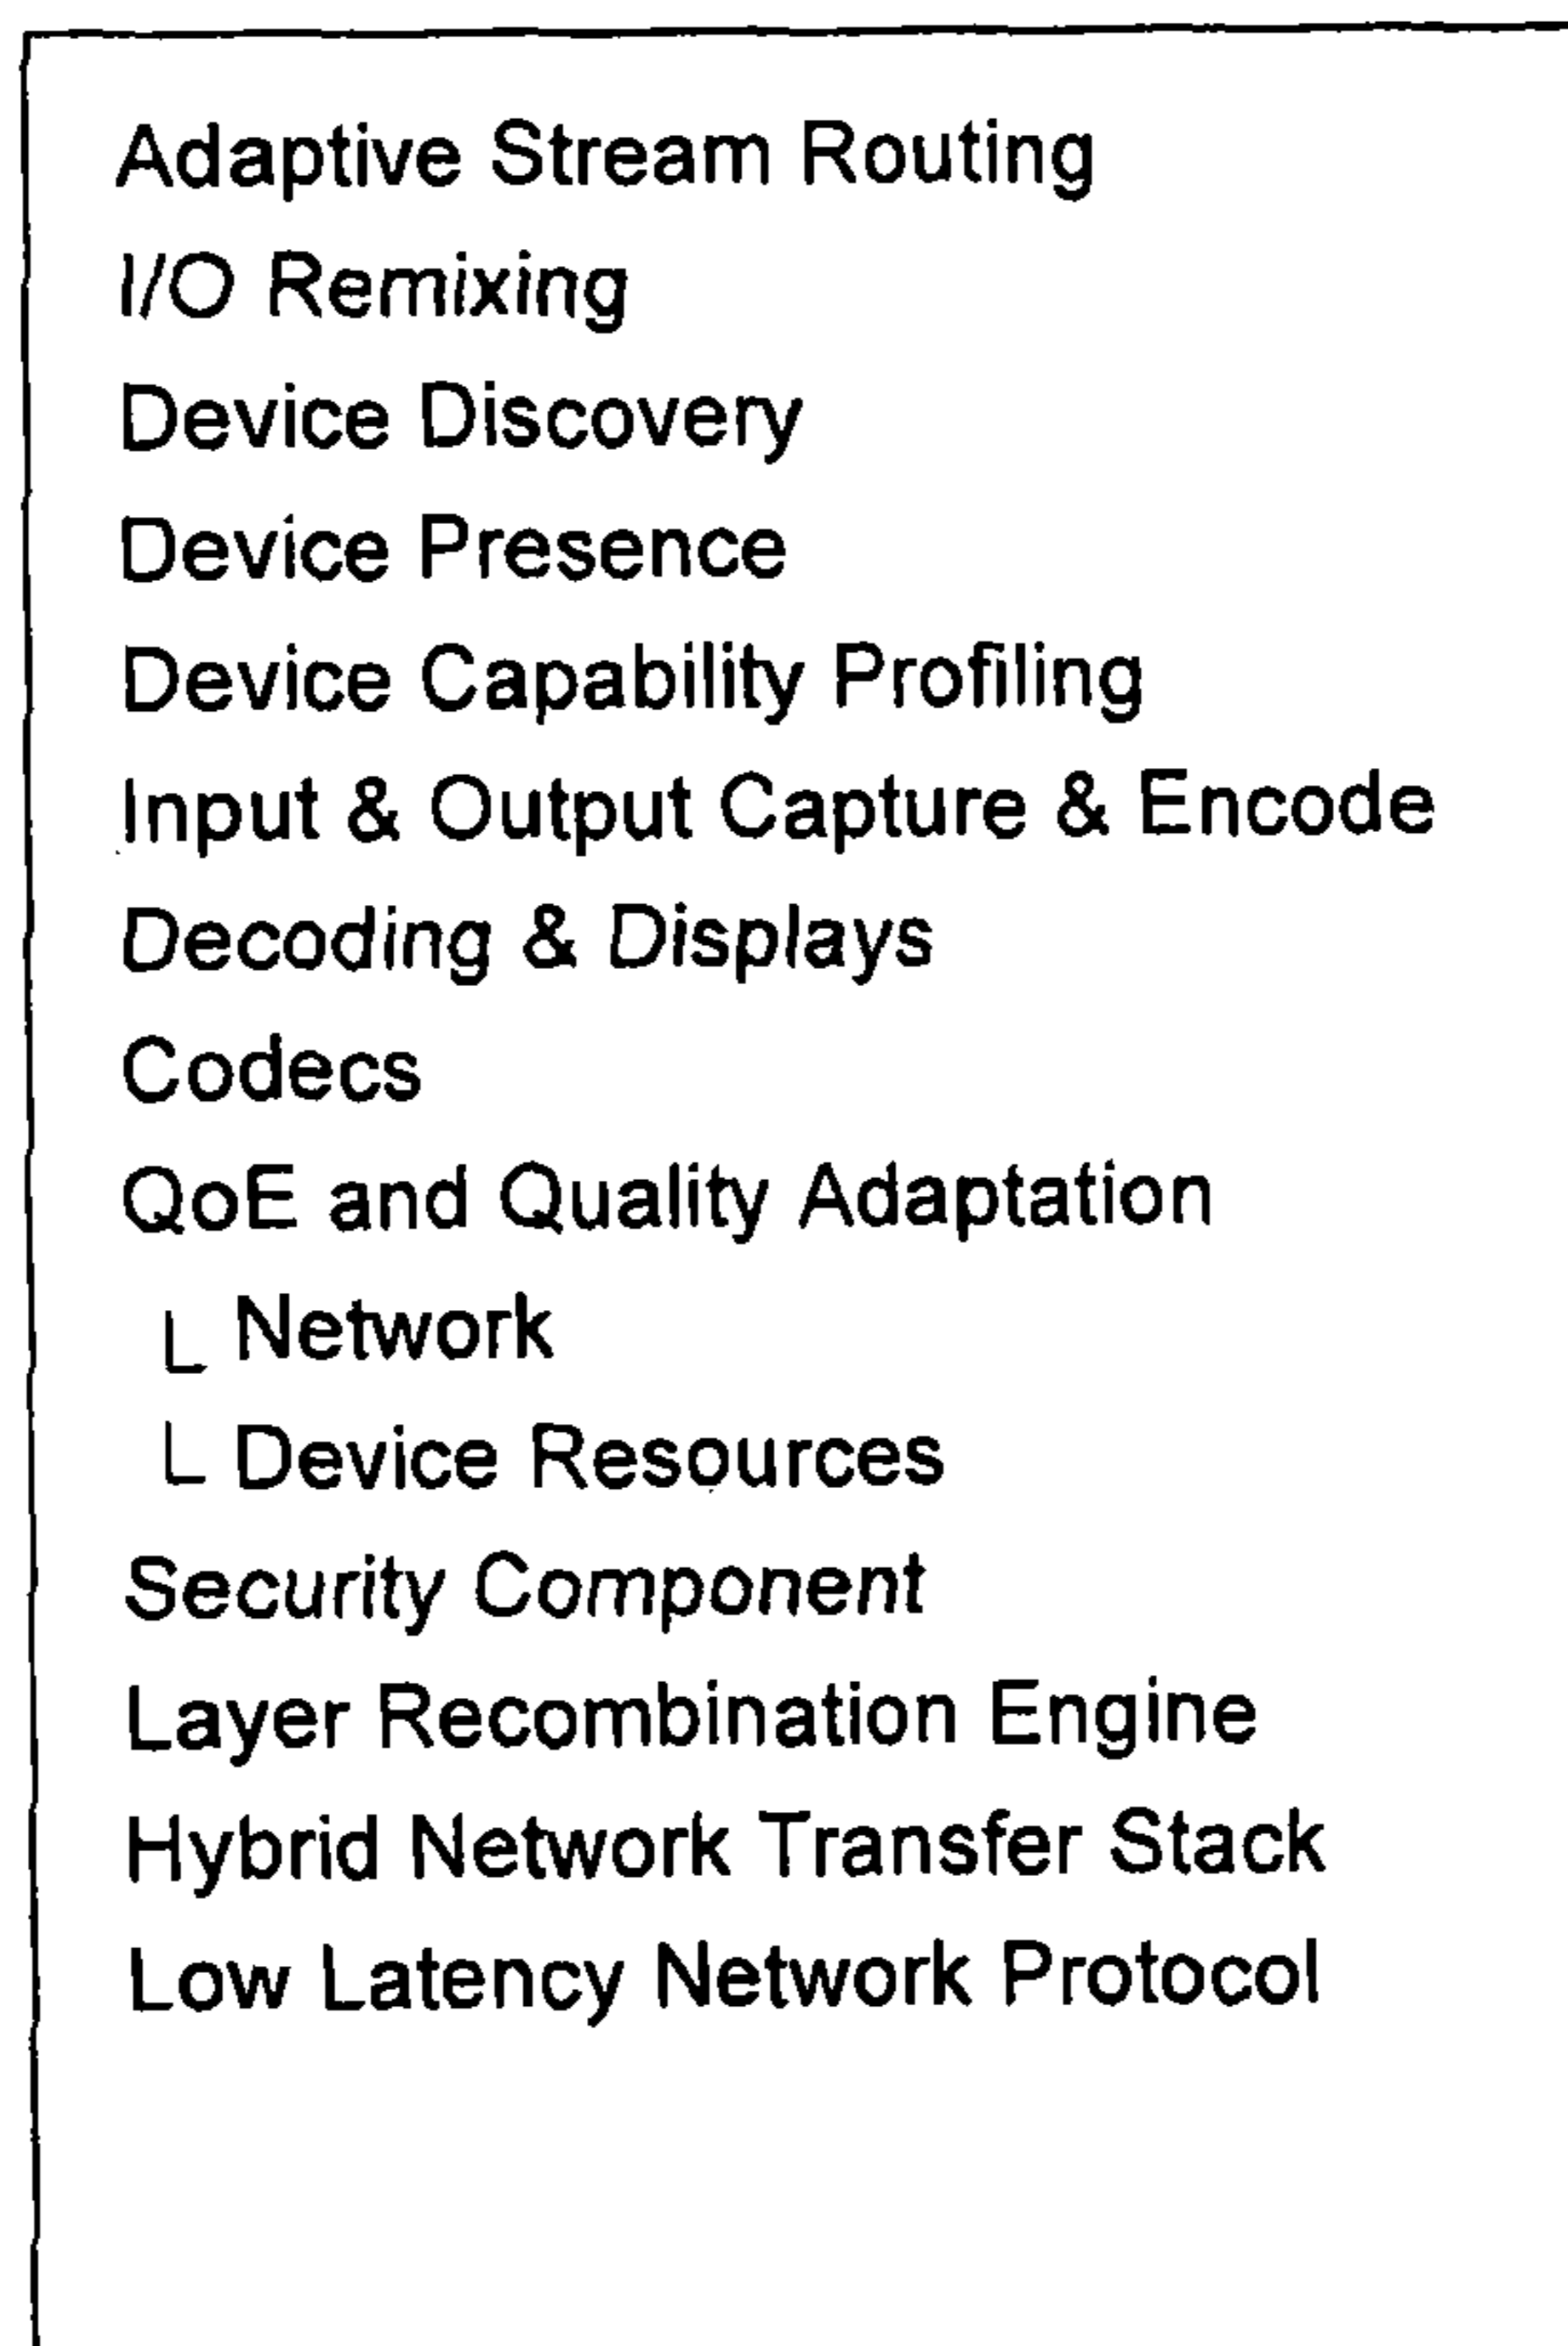 Adaptive Stream Routing
I/O Remixing
Device Discovery
Device Presence
Device Capability Profiling
Input & Output Capture & Encode
Decoding & Displays
Codecs
QoE and Quality Adaptation
Network
Device Resources
Security Component
Layer Recombination Engine
Hybrid Network Transfer Stack
Low Latency Network Protocol